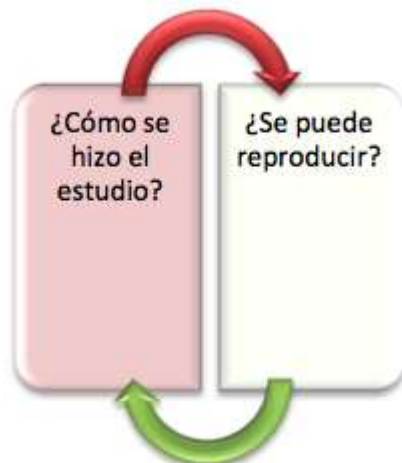 ¿Cómo se
hizo el
estudio?
¿Se puede
reproducir?